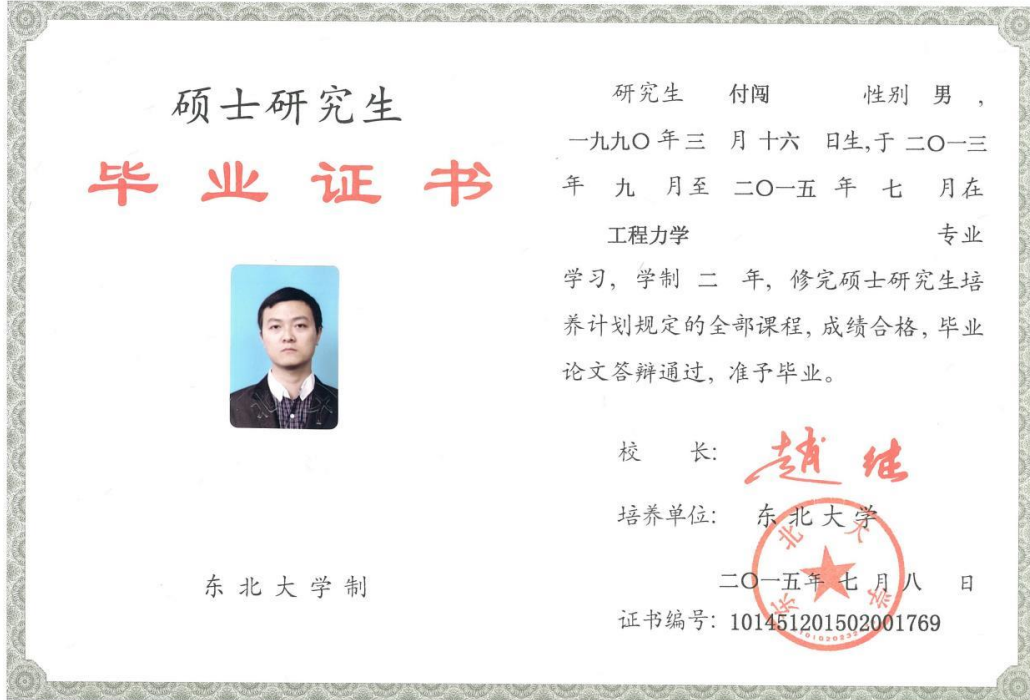 硕士研究生
毕业证书
东北大学制
研究生 付闯 性别 男 ,
一九九〇年三 月十六 日生,于 二〇一三
年 九 月至 二〇一五 年 七 月在
工程力学 专业
学习, 学制 二 年, 修完硕士研究生培
养计划规定的全部课程, 成绩合格, 毕业
论文答辩通过, 准予毕业。
校 长: 赵继
培养单位: 东北大学
东北大学
二〇一五年 七 月 八 日
证书编号: 101451201502001769